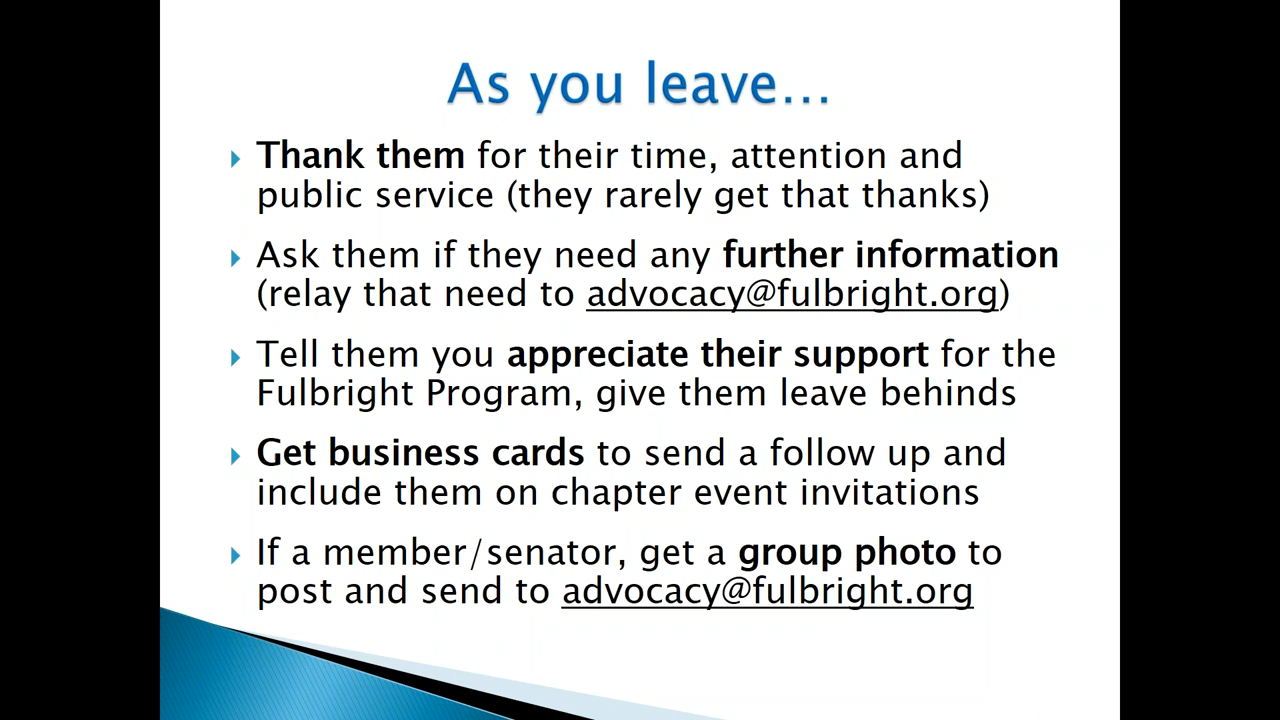 As you leave...
Thank them for their time, attention and
public service (they rarely get that thanks)
Ask them if they need any further information
(relay that need to advocacy@fulbright.org)
Tell them you appreciate their support for the
Fulbright Program, give them leave behinds
Get business cards to send a follow up and
include them on chapter event invitations
If a member/senator, get a group photo to
post and send to advocacy@fulbright.org